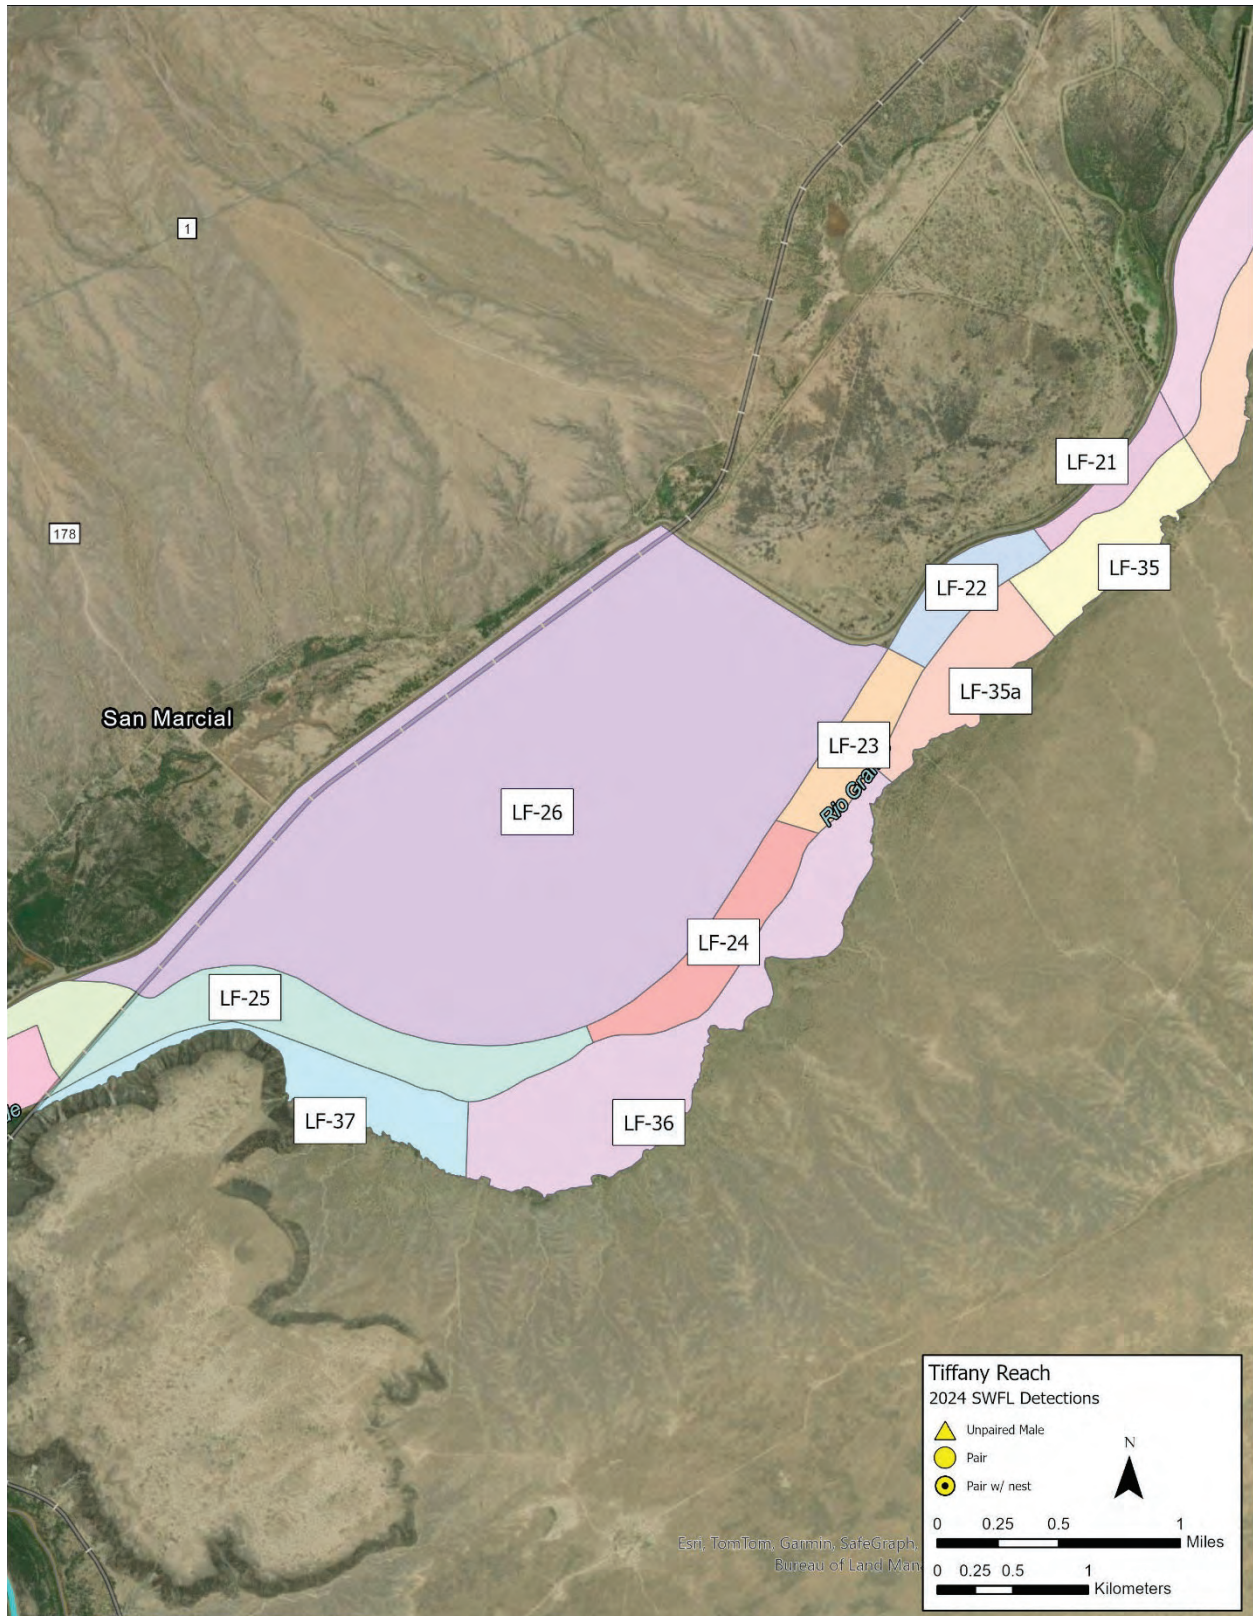 1
LF-21
178
LF-35
LF-22
LF-35a
San Marcial
LF-23
Rio Gra
LF-26
LF-24
LF-25
LF-37
LF-36
Tiffany Reach
2024 SWFL Detections
Unpaired Male
Pair
Pair w/ nest
N
0 0.25 0.5 1
Miles
0 0.25 0.5 1
Kilometers
Esri, TomTom, Garmin, SafeGraph,
Bureau of Land Man